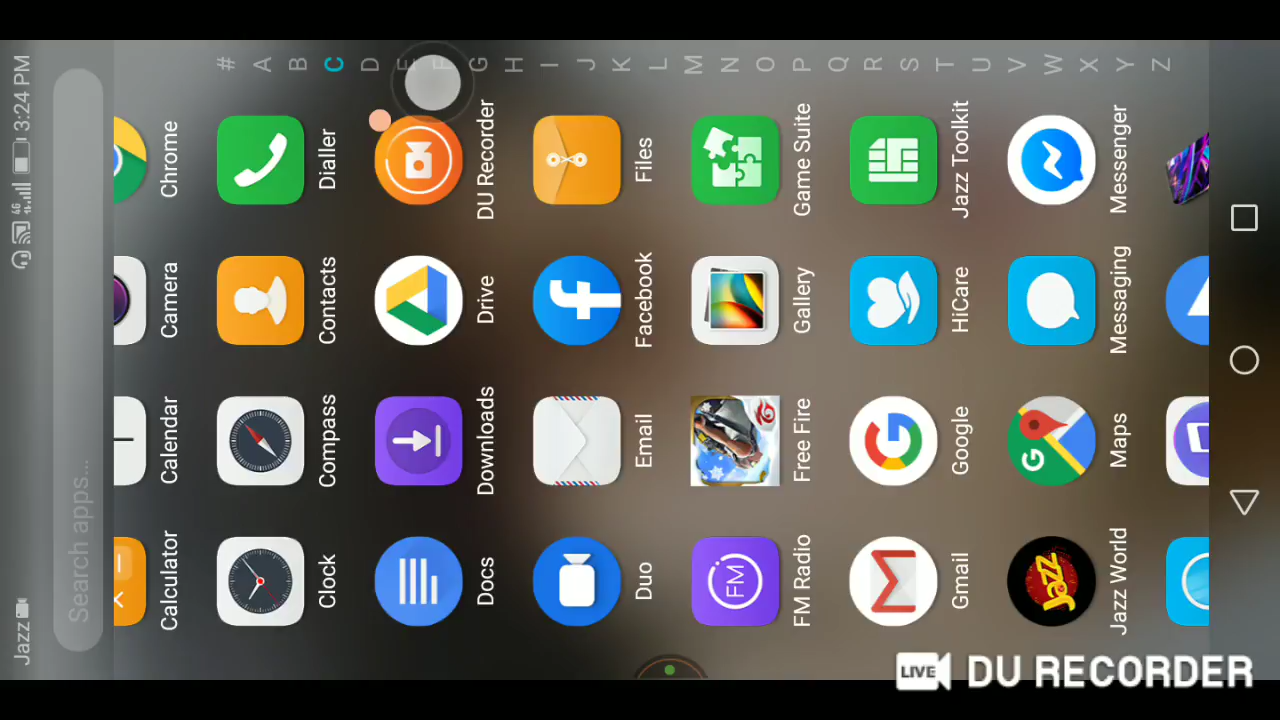 Jazz 4G 3:24 PM
Search apps...
Calculator Calendar Camera Chrome
Clock Compass Contacts Dialler
Docs Downloads Drive DU Recorder
Duo Email Facebook Files
FM
FM Radio Free Fire Gallery Game Suite
Gmail Google HiCare Jazz Toolkit
Jazz
G
Jazz World Maps Messaging Messenger
#
A
B
C
D
E
F
G
H
I
J
K
L
M
N
O
P
Q
R
S
T
U
V
W
X
Y
Z
LIVE DU RECORDER